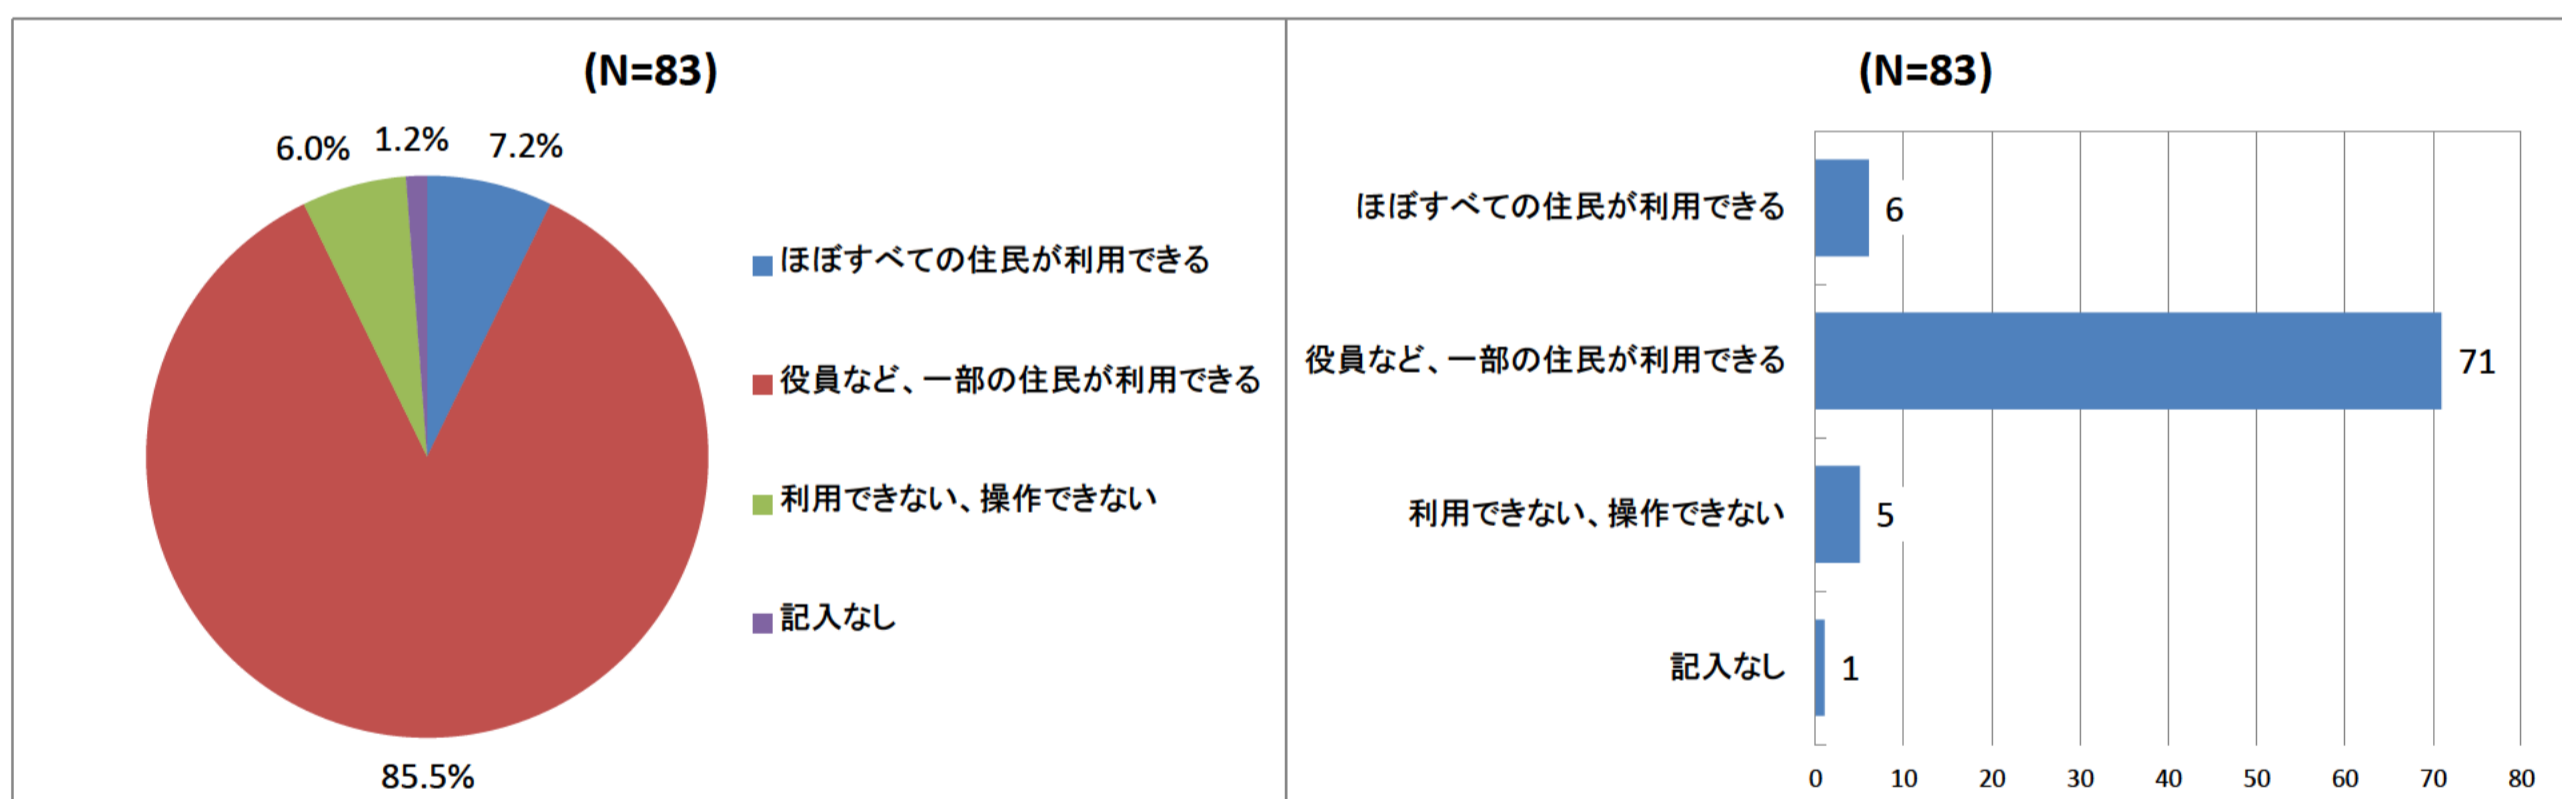 (N=83)
6.0%
1.2%
7.2%
85.5%
ほぼすべての住民が利用できる
役員など、一部の住民が利用できる
利用できない、操作できない
記入なし
(N=83)
ほぼすべての住民が利用できる
6
役員など、一部の住民が利用できる
71
利用できない、操作できない
5
記入なし
1
0 10 20 30 40 50 60 70 80